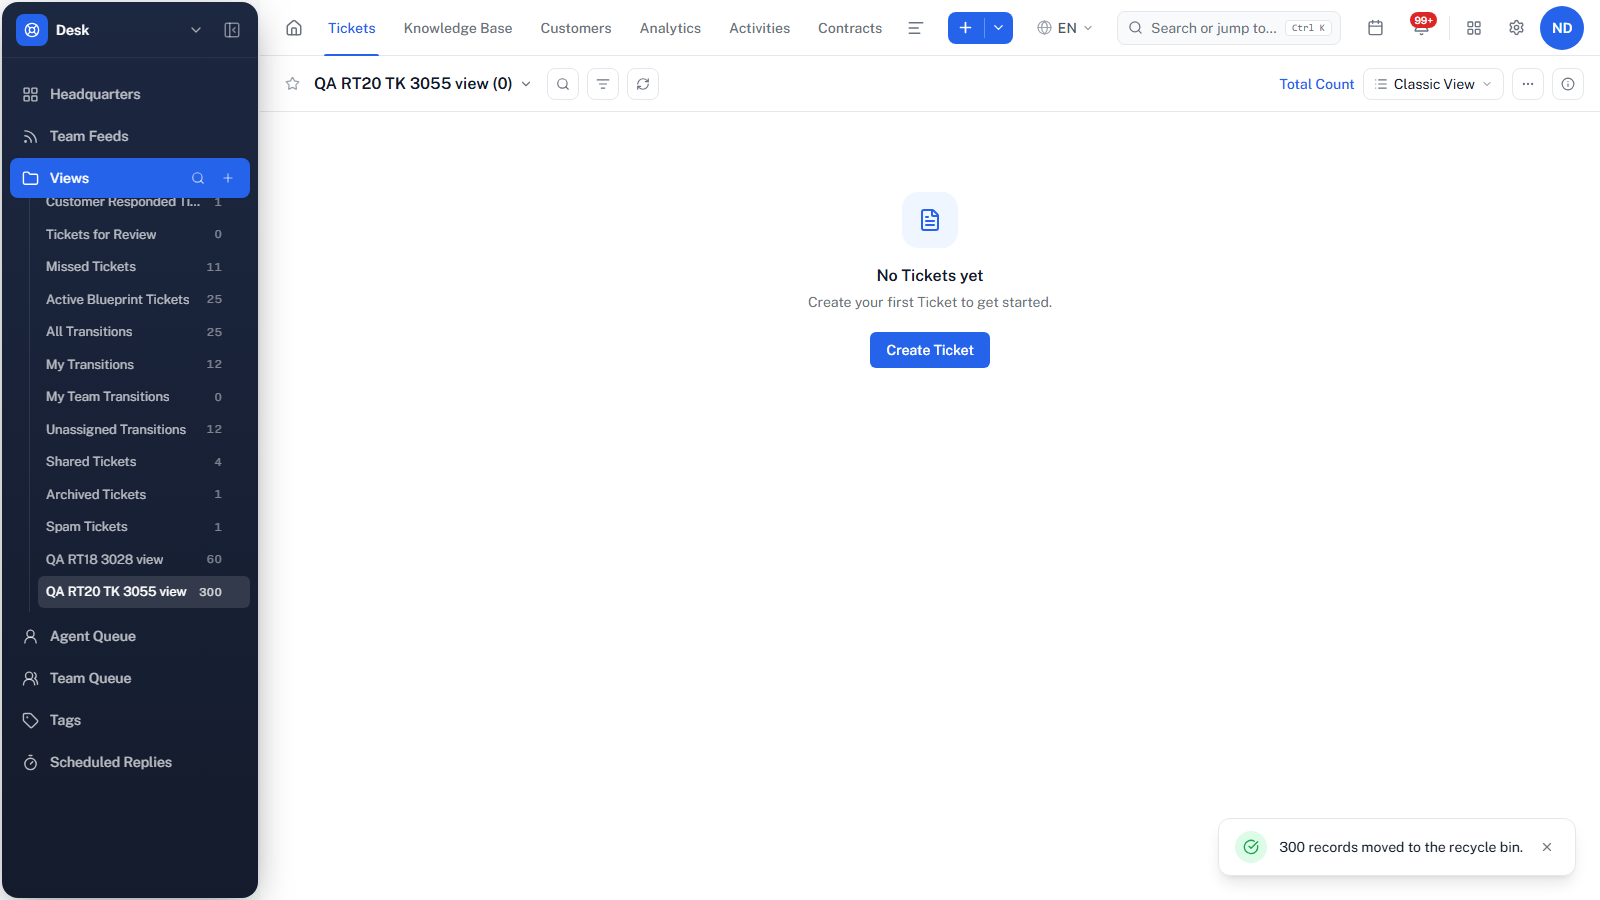 Desk
Tickets
Knowledge Base
Customers
Analytics
Activities
Contracts
EN
Search or jump to...
Ctrl K
99+
ND
Headquarters
Team Feeds
Views
Customer Responded Ti... 1
Tickets for Review 0
Missed Tickets 11
Active Blueprint Tickets 25
All Transitions 25
My Transitions 12
My Team Transitions 0
Unassigned Transitions 12
Shared Tickets 4
Archived Tickets 1
Spam Tickets 1
QA RT18 3028 view 60
QA RT20 TK 3055 view 300
Agent Queue
Team Queue
Tags
Scheduled Replies
QA RT20 TK 3055 view (0)
Total Count
Classic View
No Tickets yet
Create your first Ticket to get started.
Create Ticket
300 records moved to the recycle bin.